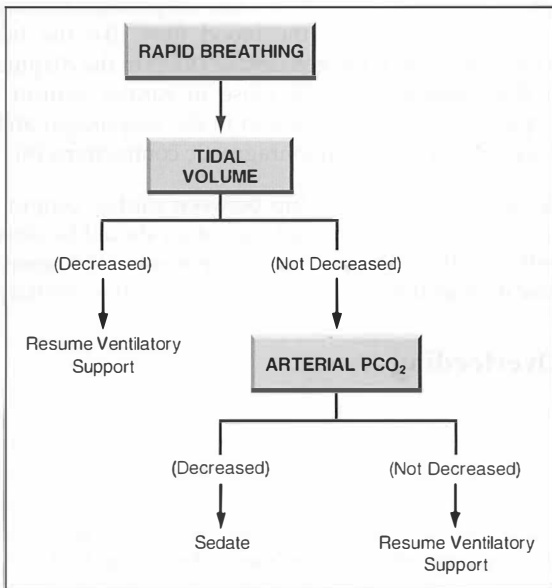 RAPID BREATHING
TIDAL
VOLUME
(Decreased)
(Not Decreased)
Resume Ventilatory
Support
ARTERIAL PCO₂
(Decreased)
(Not Decreased)
Sedate
Resume Ventilatory
Support